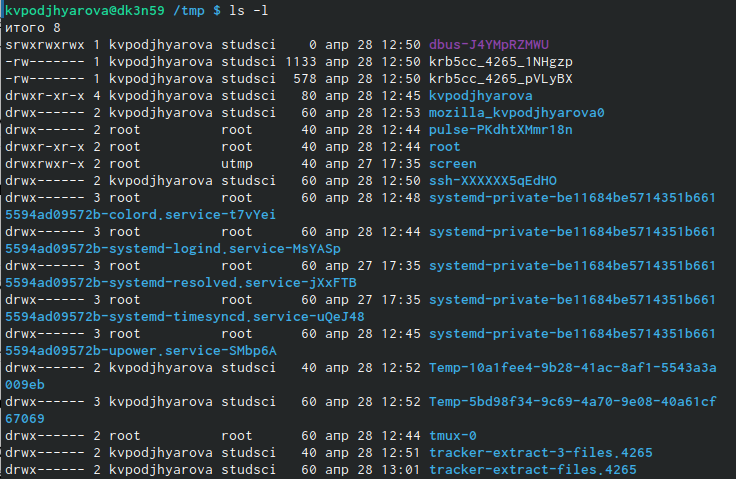 kvpodjhyarova@dk3n59 /tmp $ ls -l
итого 8
srwxrwxrwx 1 kvpodjhyarova studsci    0 апр 28 12:50 dbus-J4YMpRZMWU
-rw------- 1 kvpodjhyarova studsci 1133 апр 28 12:50 krb5cc_4265_1NHgzp
-rw------- 1 kvpodjhyarova studsci  578 апр 28 12:50 krb5cc_4265_pVLyBX
drwxr-xr-x 4 kvpodjhyarova studsci   80 апр 28 12:45 kvpodjhyarova
drwx------ 2 kvpodjhyarova studsci   60 апр 28 12:53 mozilla_kvpodjhyarova0
drwx------ 2 root          root      40 апр 28 12:44 pulse-PKdhtXMmr18n
drwxr-xr-x 2 root          root      40 апр 28 12:44 root
drwxrwxr-x 2 root          utmp      40 апр 27 17:35 screen
drwx------ 2 kvpodjhyarova studsci   60 апр 28 12:50 ssh-XXXXXX5qEdHO
drwx------ 3 root          root      60 апр 28 12:48 systemd-private-be11684be5714351b661
5594ad09572b-colord.service-t7vYei
drwx------ 3 root          root      60 апр 28 12:44 systemd-private-be11684be5714351b661
5594ad09572b-systemd-logind.service-MsYASp
drwx------ 3 root          root      60 апр 27 17:35 systemd-private-be11684be5714351b661
5594ad09572b-systemd-resolved.service-jXxFTB
drwx------ 3 root          root      60 апр 27 17:35 systemd-private-be11684be5714351b661
5594ad09572b-systemd-timesyncd.service-uQeJ48
drwx------ 3 root          root      60 апр 28 12:45 systemd-private-be11684be5714351b661
5594ad09572b-upower.service-SMbp6A
drwx------ 2 kvpodjhyarova studsci   40 апр 28 12:52 Temp-10a1fee4-9b28-41ac-8af1-5543a3a
009eb
drwx------ 3 kvpodjhyarova studsci   60 апр 28 12:52 Temp-5bd98f34-9c69-4a70-9e08-40a61cf
67069
drwx------ 2 root          root      60 апр 28 12:44 tmux-0
drwx------ 2 kvpodjhyarova studsci   40 апр 28 12:51 tracker-extract-3-files.4265
drwx------ 2 kvpodjhyarova studsci   60 апр 28 13:01 tracker-extract-files.4265